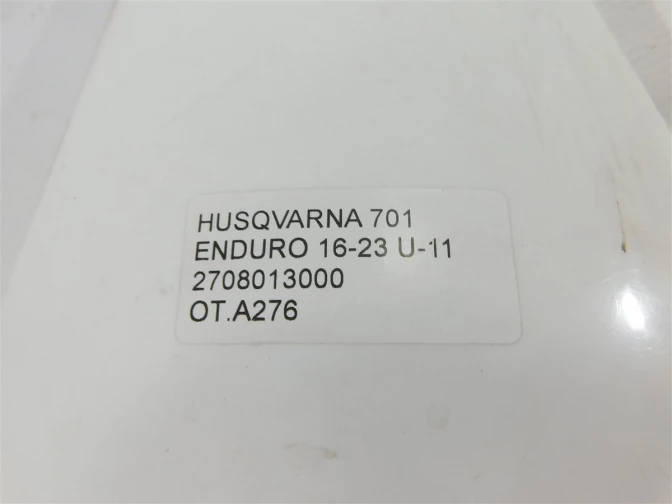 HUSQVARNA 701
ENDURO 16-23 U-11
2708013000
OT.A276